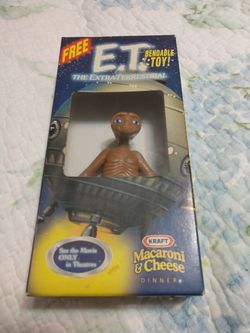 FREE
E.T.
THE EXTRA-TERRESTRIAL
BENDABLE
TOY!
See the Movie
ONLY
in Theatres
KRAFT
Macaroni
& Cheese
DINNER